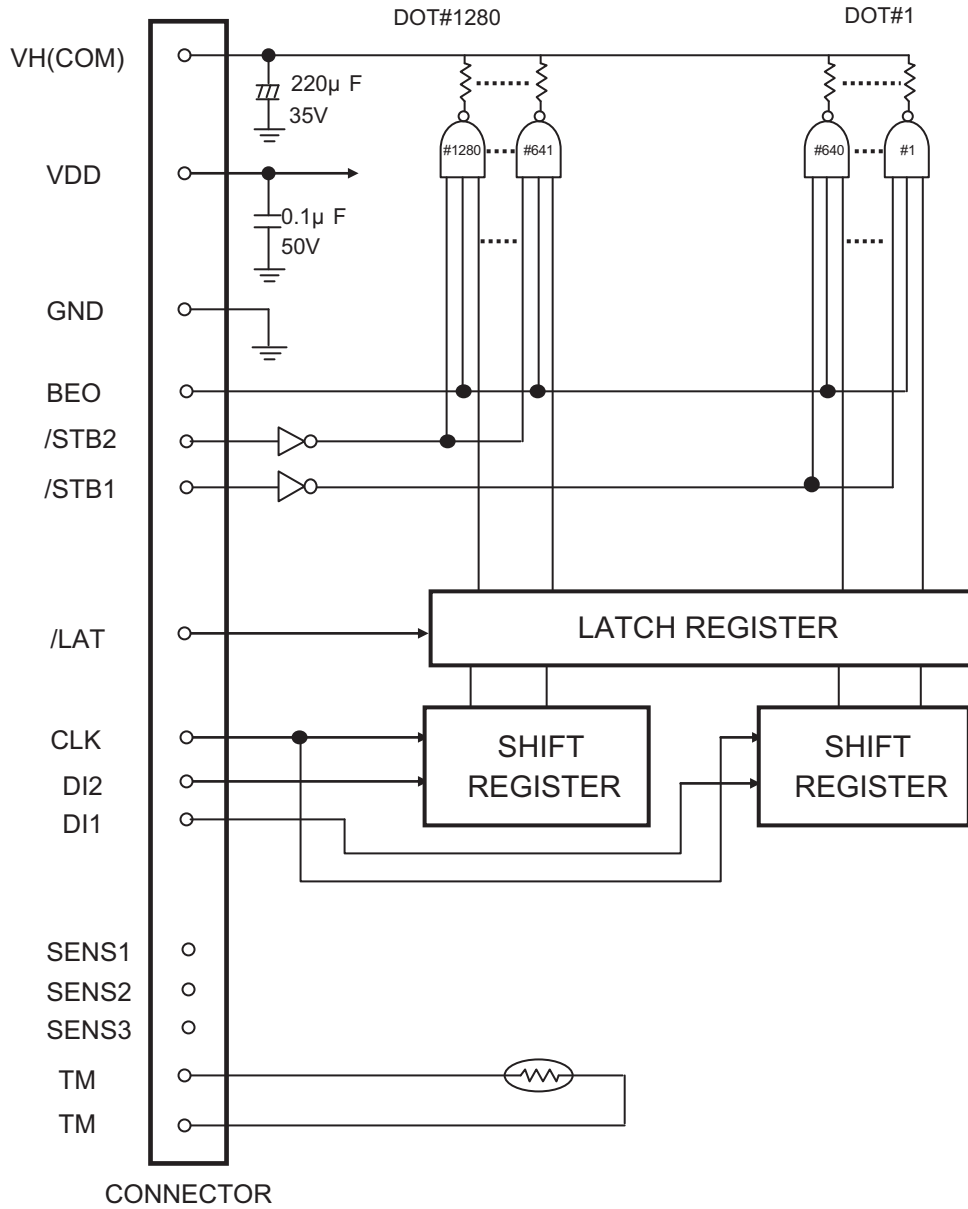 DOT#1280
DOT#1
VH(COM)
220μ F
35V
#1280
#641
#640
#1
VDD
0.1μ F
50V
GND
BEO
/STB2
/STB1
/LAT
LATCH REGISTER
CLK
DI2
DI1
SHIFT
REGISTER
SHIFT
REGISTER
SENS1
SENS2
SENS3
TM
TM
CONNECTOR